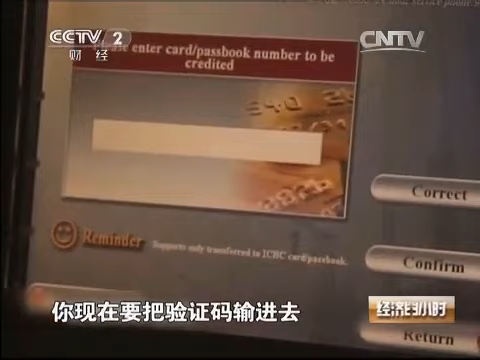 CCTV 2
财经
CNTV
Please enter card/passbook number to be
credited
Correct
Reminder
Supports only transferred to ICBC card/passbook.
Confirm
你现在要把验证码输进去
经济半小时
Return